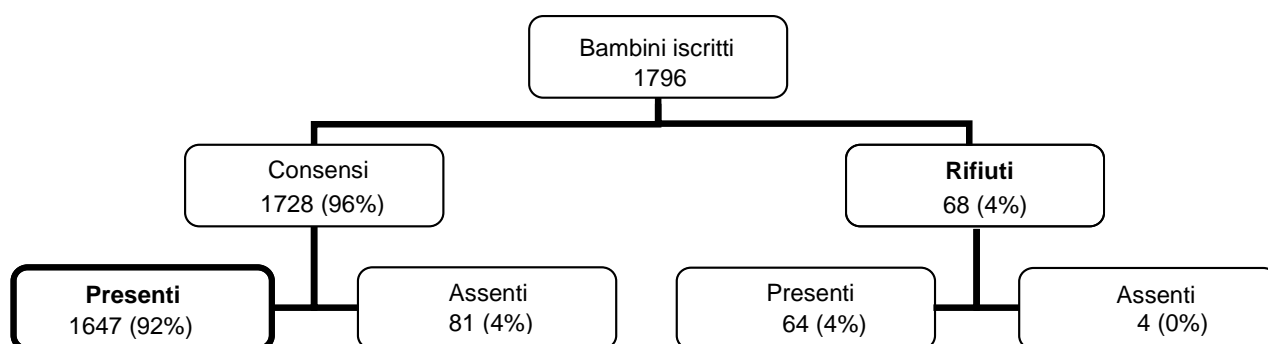 Bambini iscritti
1796
Consensi
1728 (96%)
Rifiuti
68 (4%)
Presenti
1647 (92%)
Assenti
81 (4%)
Presenti
64 (4%)
Assenti
4 (0%)